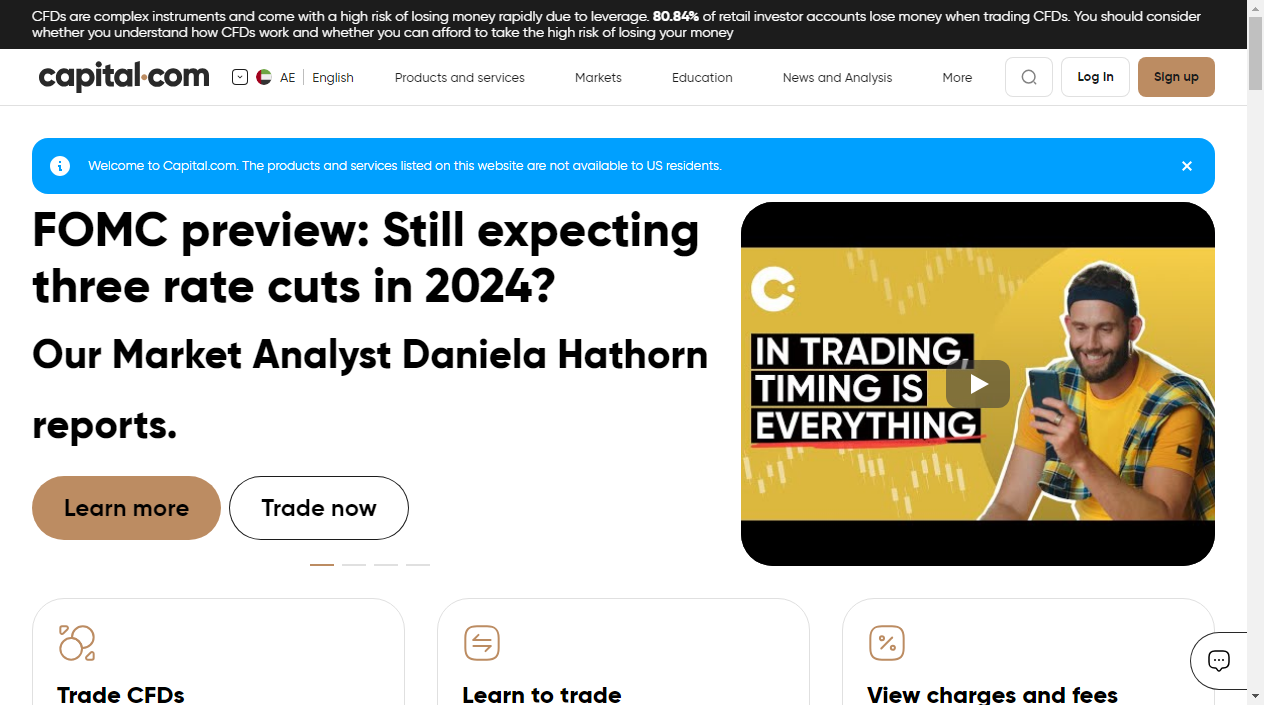 CFDs are complex instruments and come with a high risk of losing money rapidly due to leverage. 80.84% of retail investor accounts lose money when trading CFDs. You should consider
whether you understand how CFDs work and whether you can afford to take the high risk of losing your money
capital.com
AE
English
Products and services
Markets
Education
News and Analysis
More
Log In
Sign up
Welcome to Capital.com. The products and services listed on this website are not available to US residents.
FOMC preview: Still expecting
three rate cuts in 2024?
Our Market Analyst Daniela Hathorn
reports.
IN TRADING,
TIMING IS
EVERYTHING
Learn more
Trade now
Trade CFDs
Learn to trade
View charges and fees